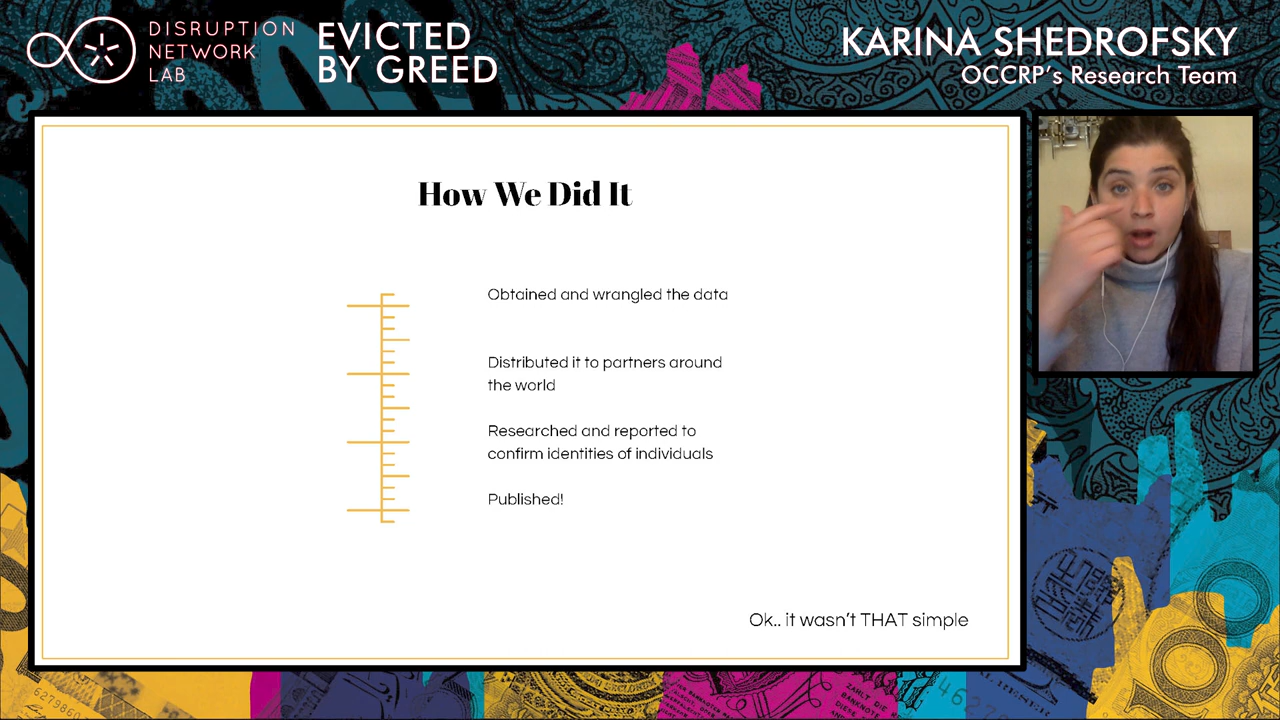 DISRUPTION
NETWORK
LAB
EVICTED
BY GREED
KARINA SHEDROFSKY
OCCRP's Research Team
How We Did It
Obtained and wrangled the data
Distributed it to partners around
the world
Researched and reported to
confirm identities of individuals
Published!
Ok.. it wasn't THAT simple